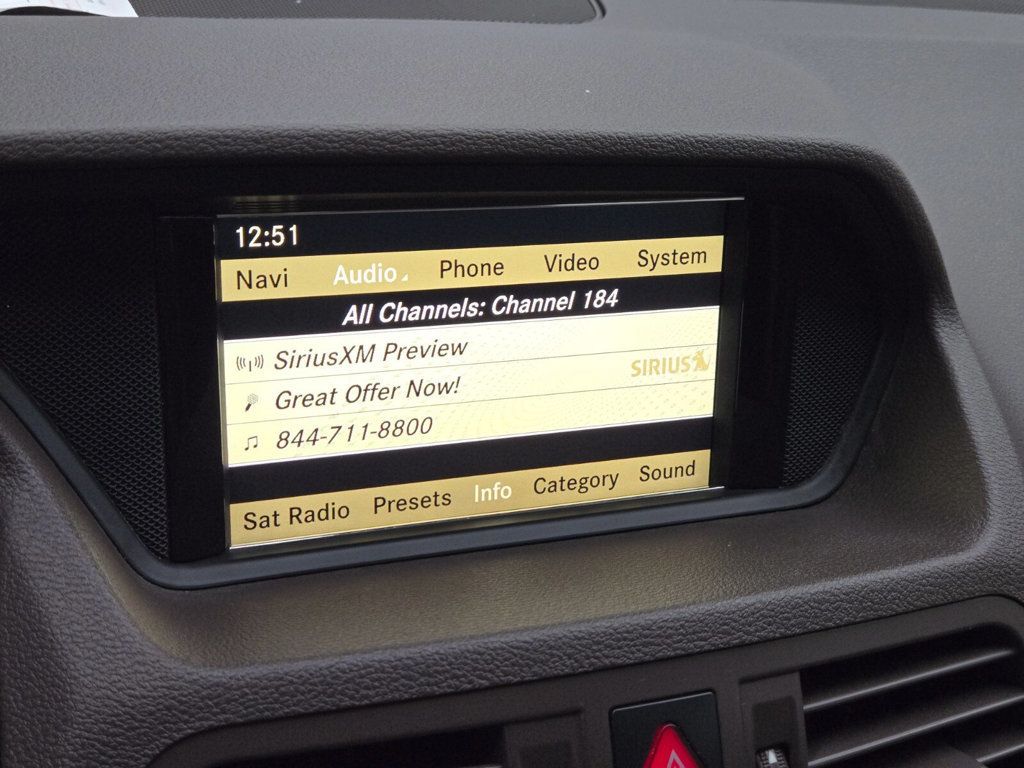 12:51
Navi Audio Phone Video System
All Channels: Channel 184
SiriusXM Preview
SIRIUS
Great Offer Now!
844-711-8800
Sat Radio Presets Info Category Sound